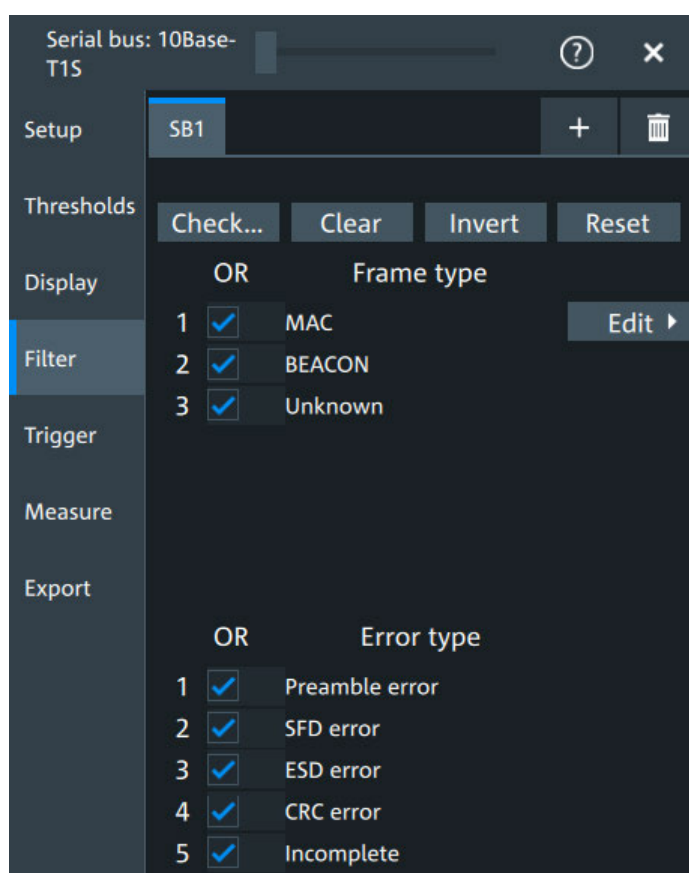 Serial bus: 10Base-
T1S
?
Setup
SB1
+
Thresholds
Check...
Clear
Invert
Reset
Display
OR
Frame type
1
MAC
Edit
Filter
2
BEACON
3
Unknown
Trigger
Measure
Export
OR
Error type
1
Preamble error
2
SFD error
3
ESD error
4
CRC error
5
Incomplete